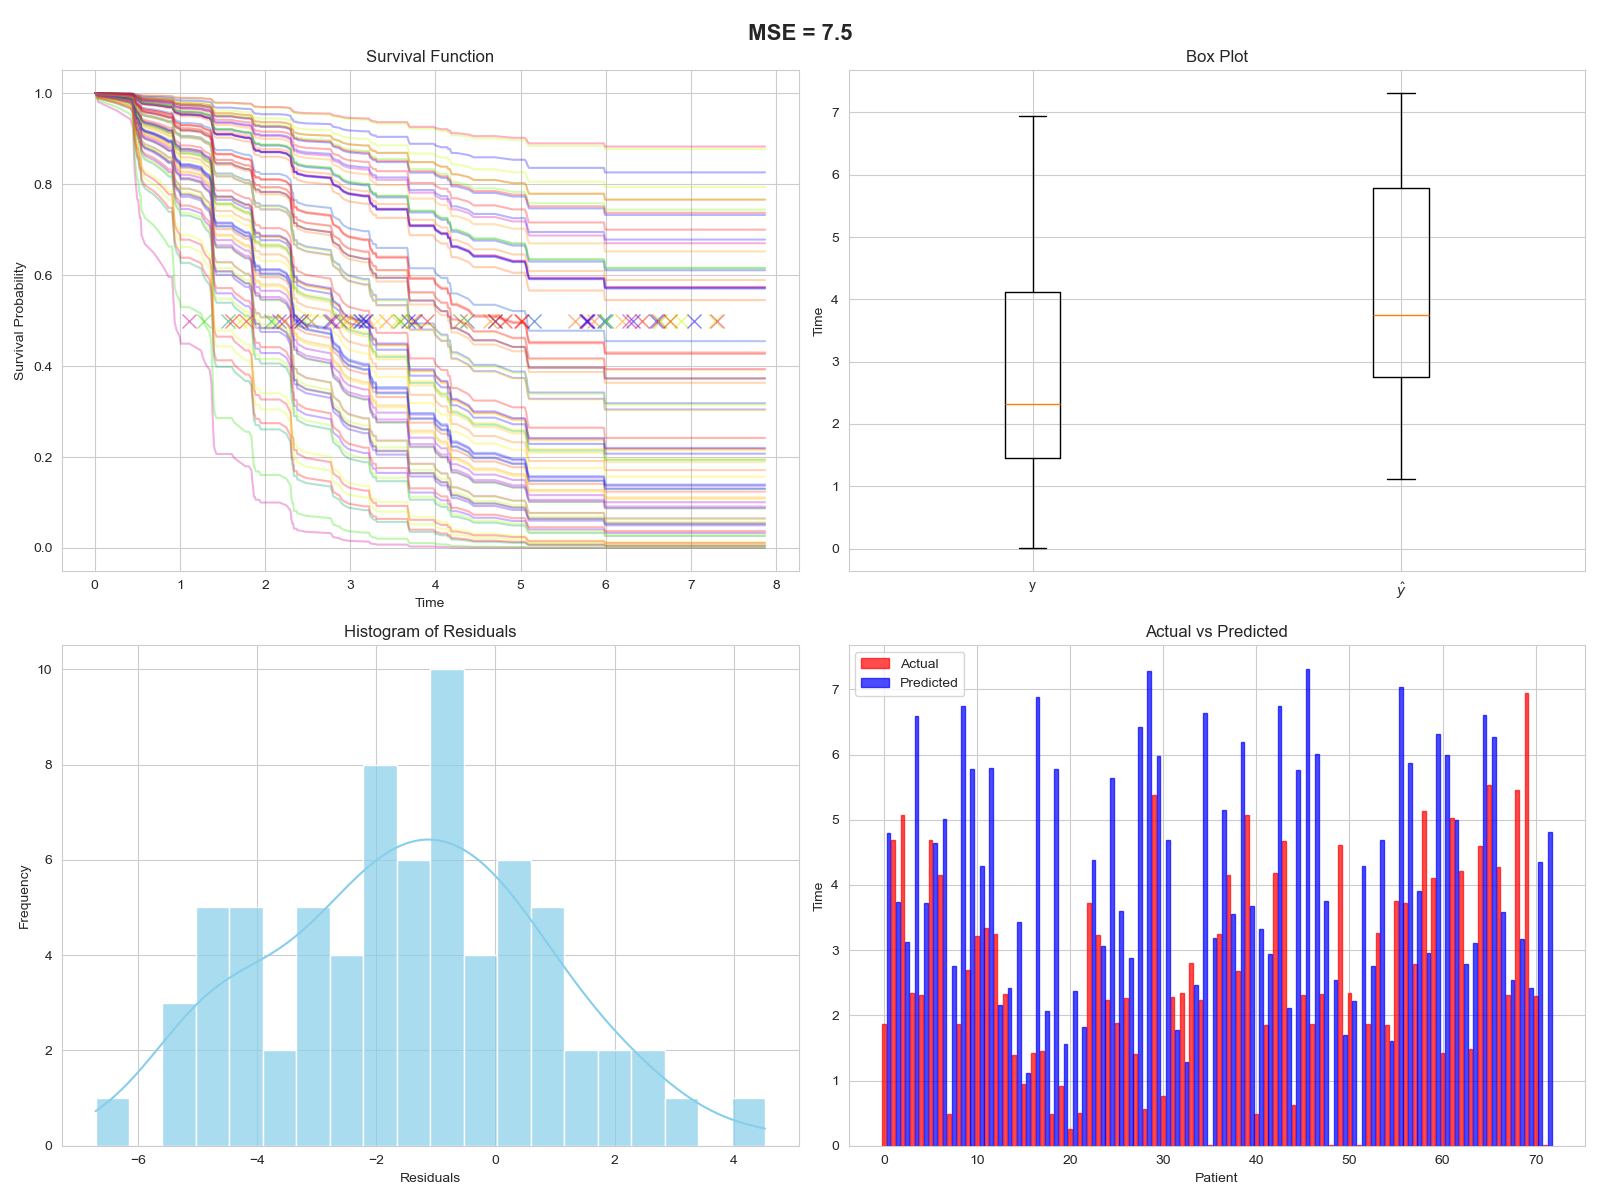 MSE = 7.5
Survival Function
Survival Probability
1.0
0.8
0.6
0.4
0.2
0.0
0 1 2 3 4 5 6 7 8
Time
Box Plot
Time
7
6
5
4
3
2
1
0
y ŷ
Histogram of Residuals
Frequency
10
8
6
4
2
0
−6 −4 −2 0 2 4
Residuals
Actual vs Predicted
Actual
Predicted
Time
7
6
5
4
3
2
1
0
0 10 20 30 40 50 60 70
Patient